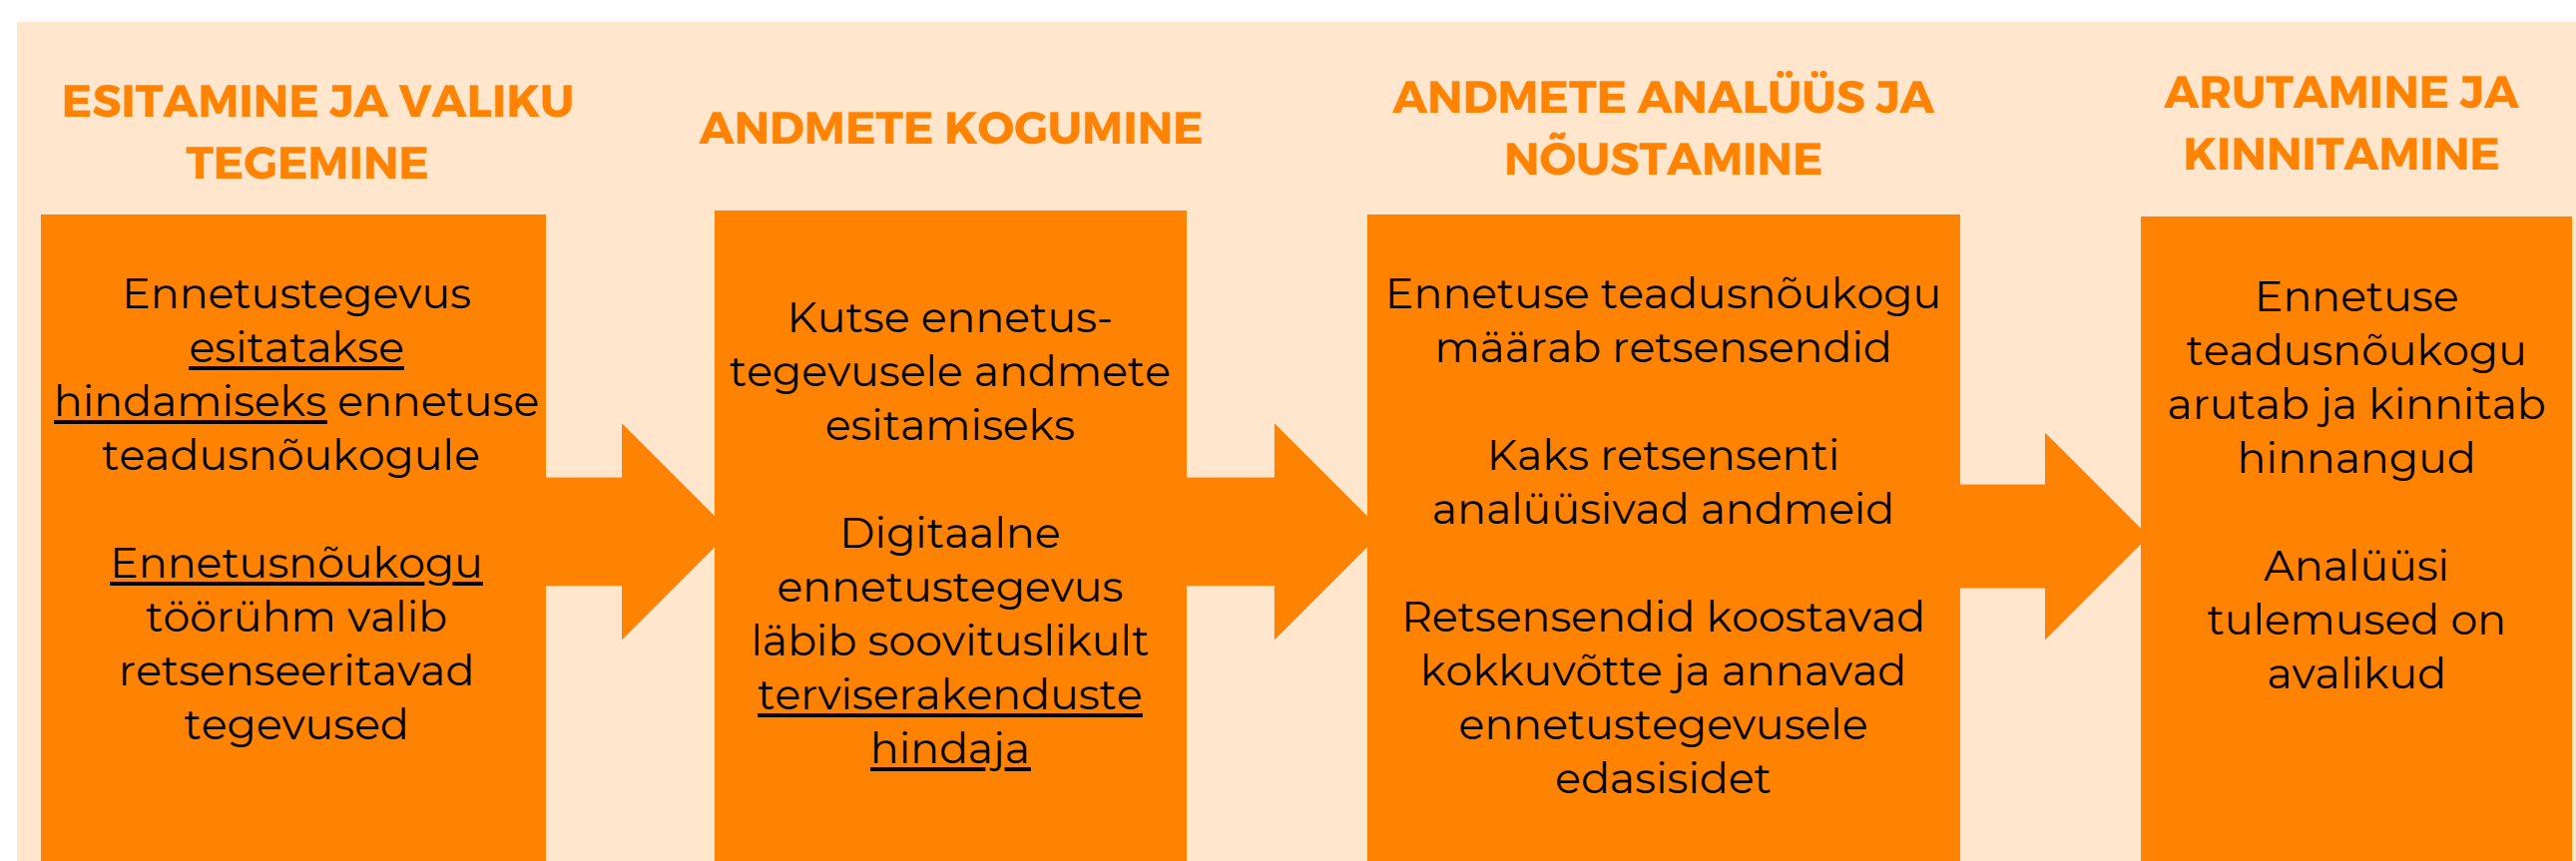 ESITAMINE JA VALIKU
TEGEMINE
Ennetustegevus
esitatakse
hindamiseks ennetuse
teadusnõukogule
Ennetusnõukogu
töörühm valib
retsenseeritavad
tegevused
ANDMETE KOGUMINE
Kutse ennetus-
tegevusele andmete
esitamiseks
Digitaalne
ennetustegevus
läbib soovituslikult
terviserakenduste
hindaja
ANDMETE ANALÜÜS JA
NÕUSTAMINE
Ennetuse teadusnõukogu
määrab retsensendid
Kaks retsensenti
analüüsivad andmeid
Retsensendid koostavad
kokkuvõtte ja annavad
ennetustegevusele
edasisidet
ARUTAMINE JA
KINNITAMINE
Ennetuse
teadusnõukogu
arutab ja kinnitab
hinnangud
Analüüsi
tulemused on
avalikud